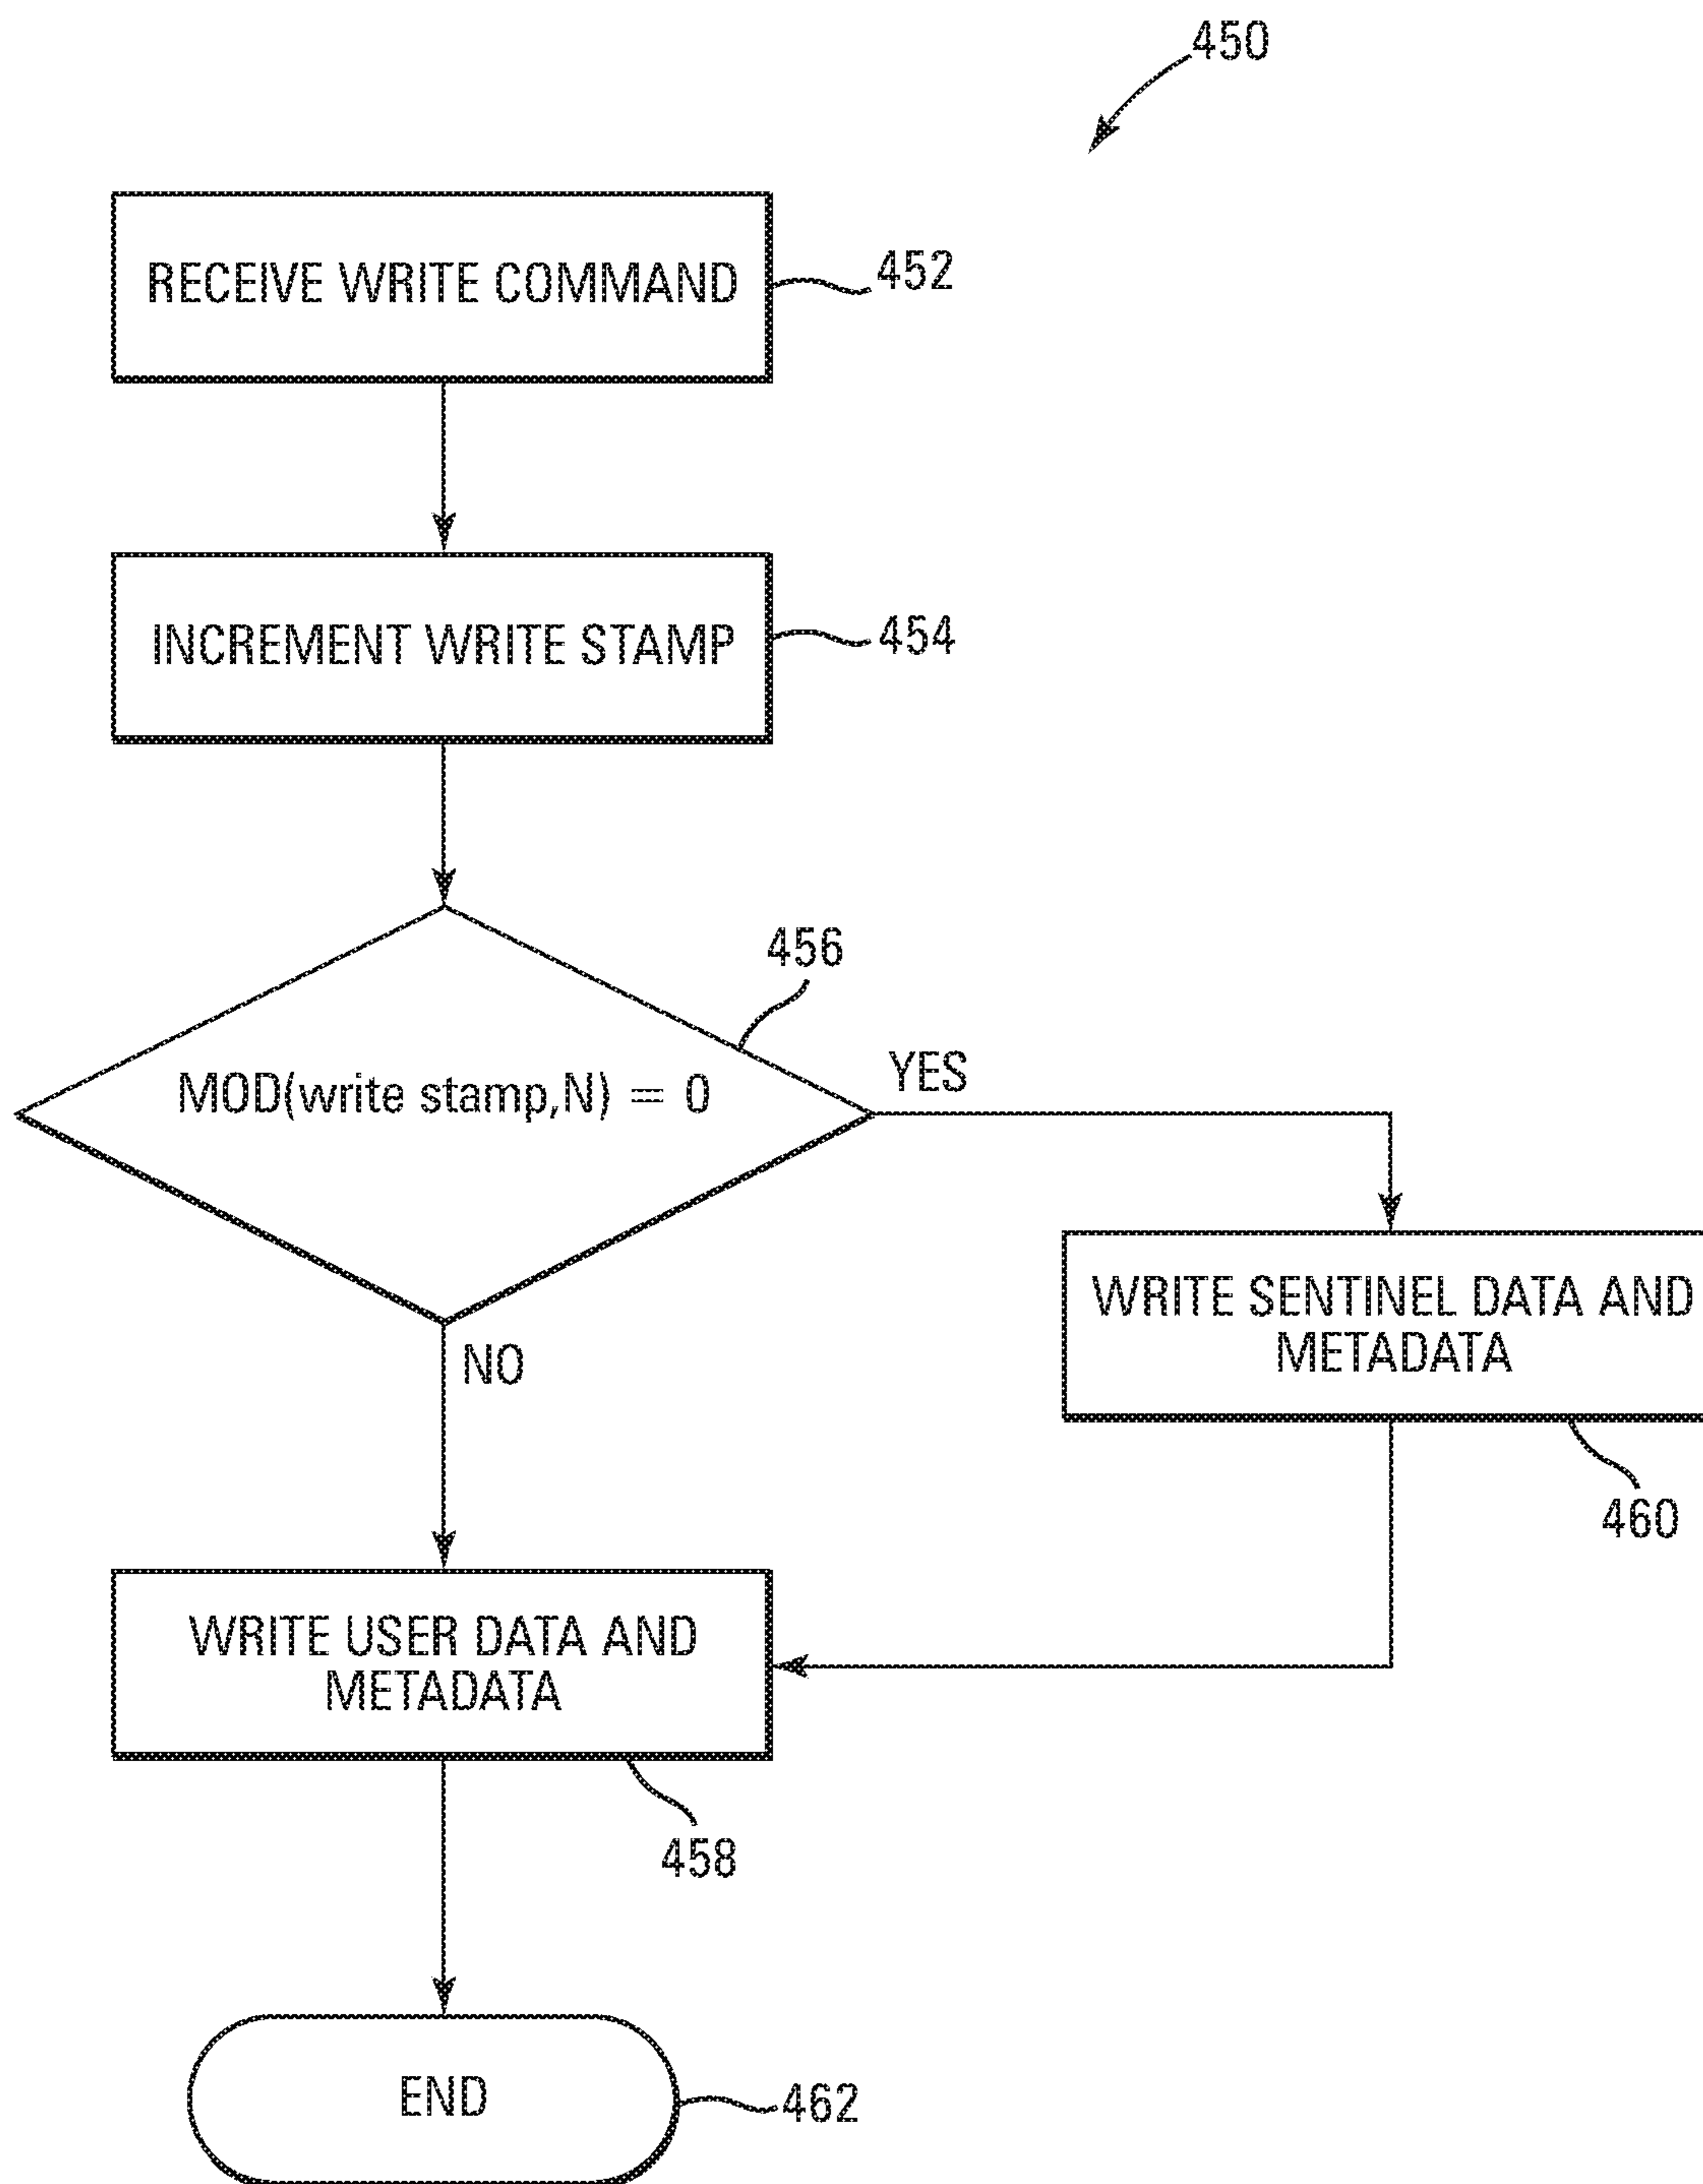 450
RECEIVE WRITE COMMAND
452
INCREMENT WRITE STAMP
454
456
MOD(write stamp,N) = 0
YES
WRITE SENTINEL DATA AND
METADATA
NO
460
WRITE USER DATA AND
METADATA
458
END
462